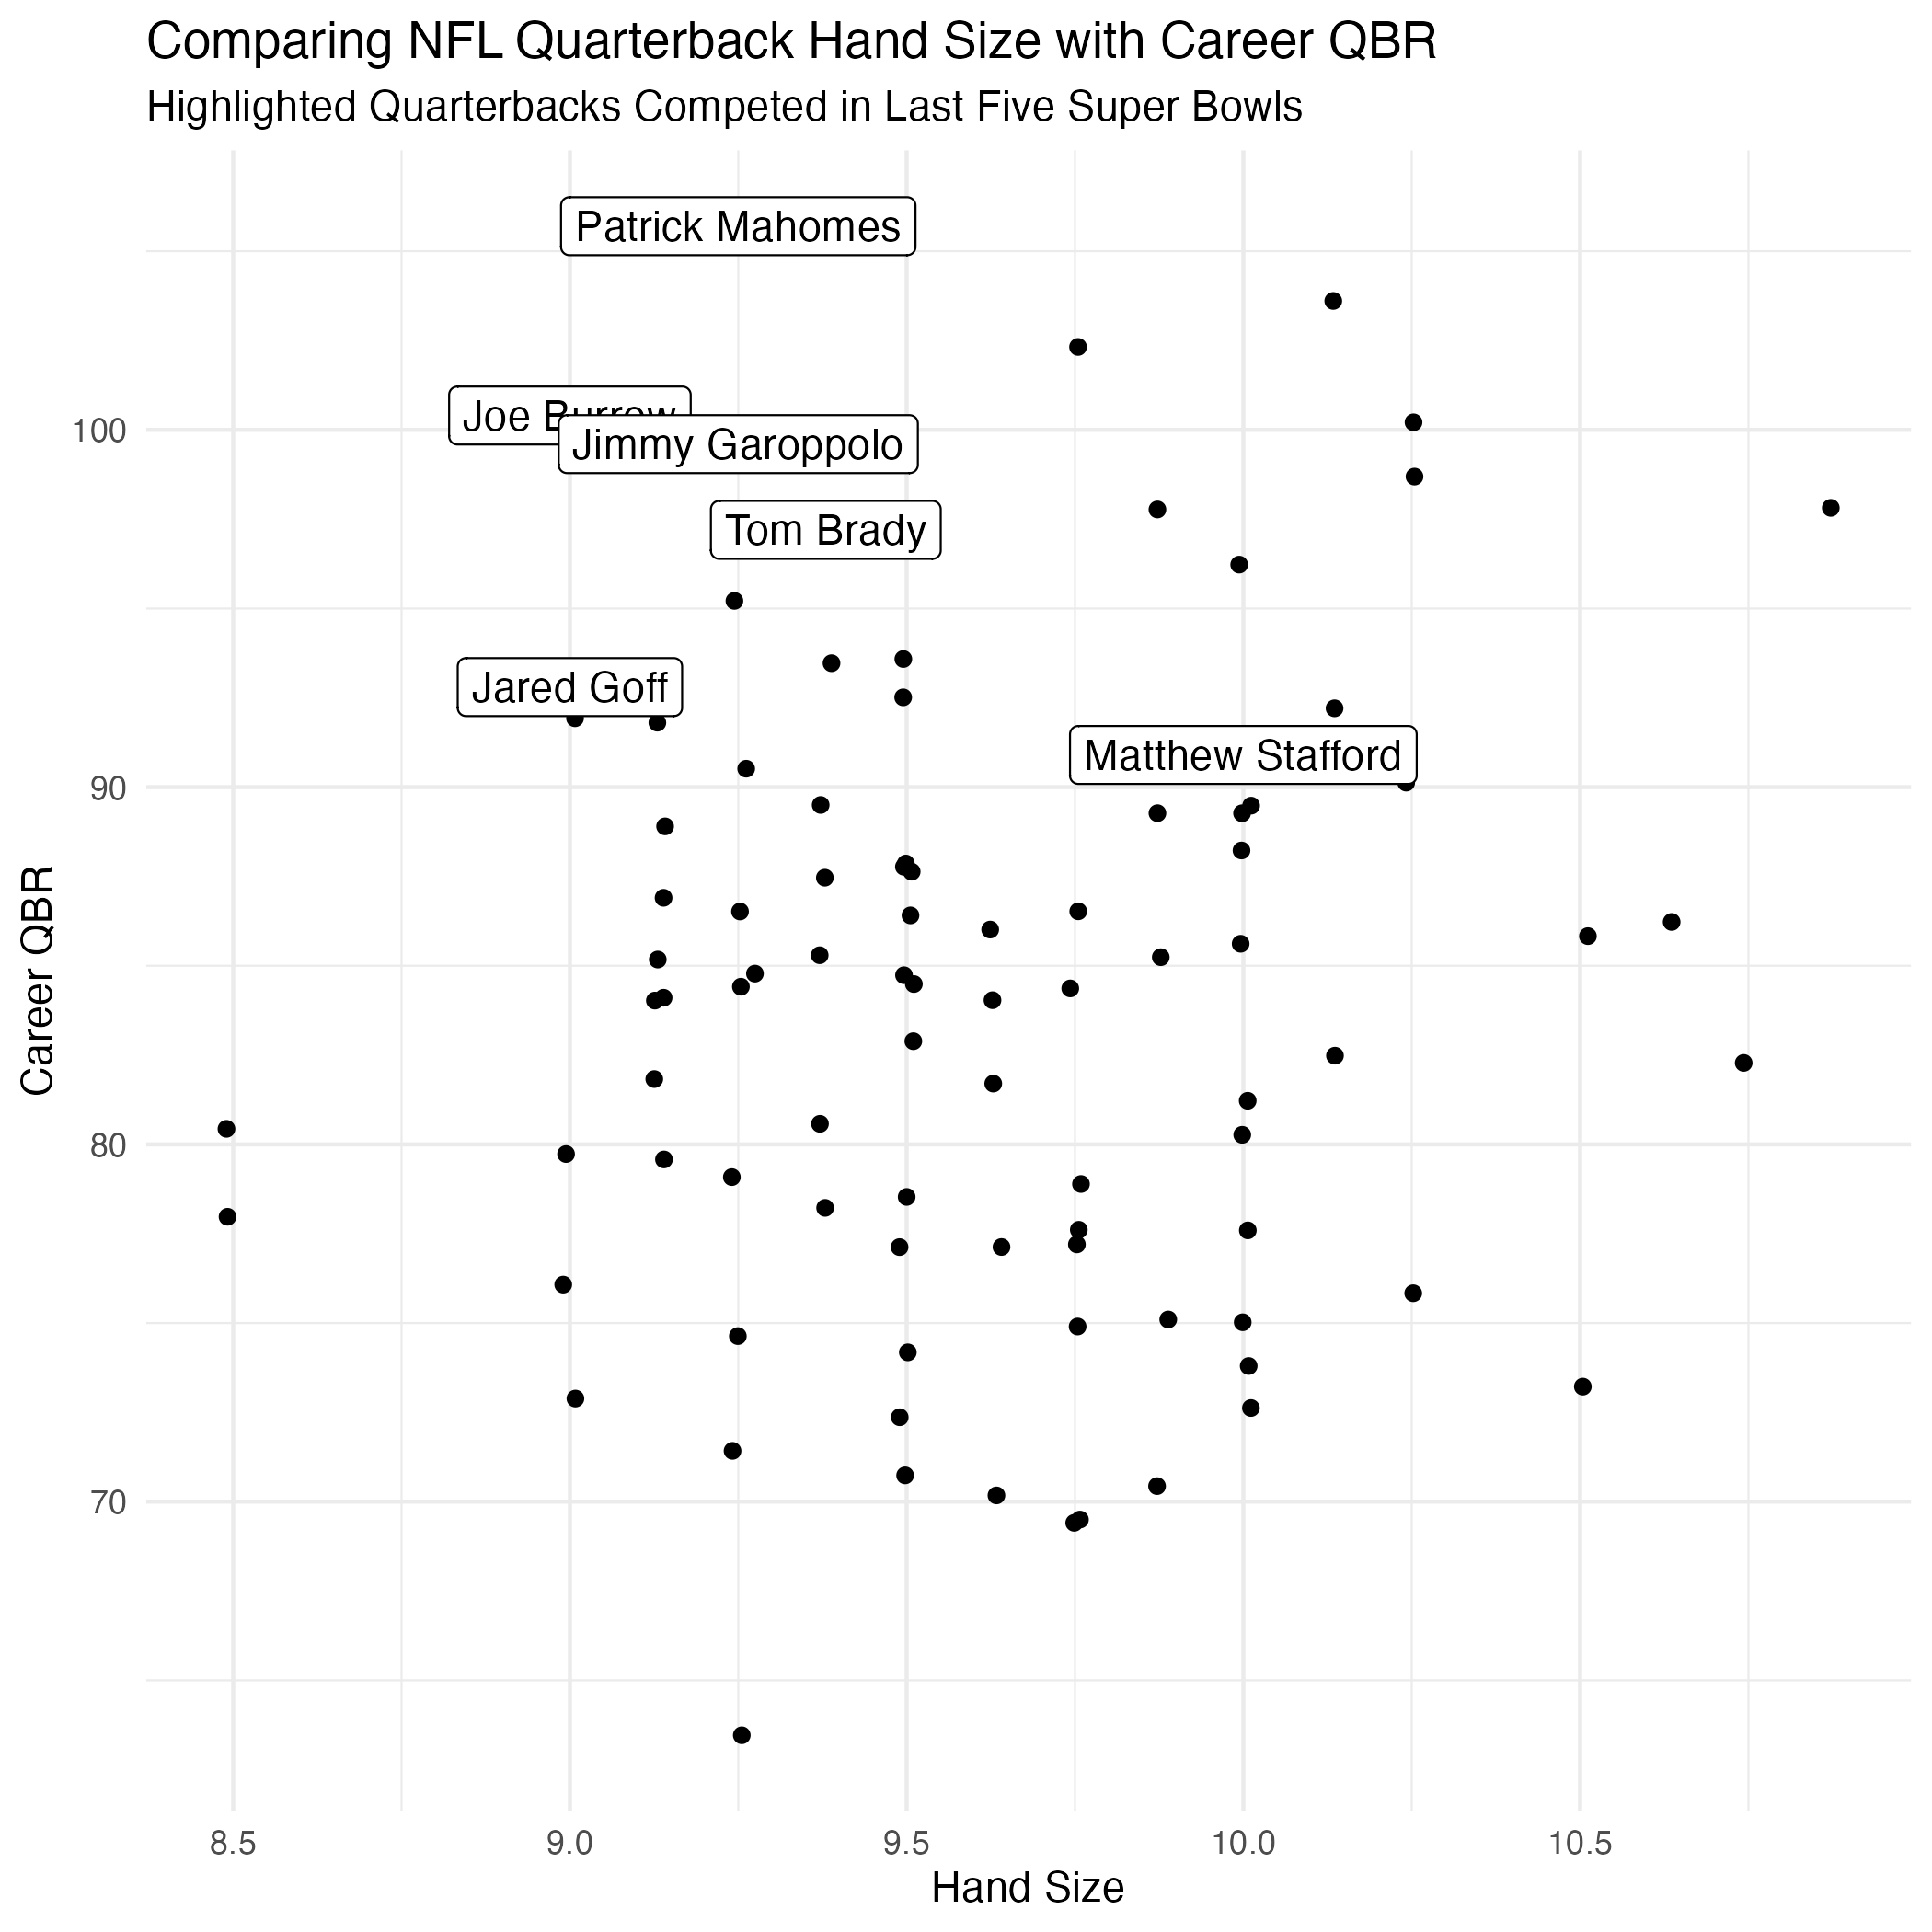 Comparing NFL Quarterback Hand Size with Career QBR
Highlighted Quarterbacks Competed in Last Five Super Bowls
Patrick Mahomes
Joe Burrow
Jimmy Garoppolo
Tom Brady
Jared Goff
Matthew Stafford
100
90
80
70
Career QBR
8.5
9.0
9.5
10.0
10.5
Hand Size